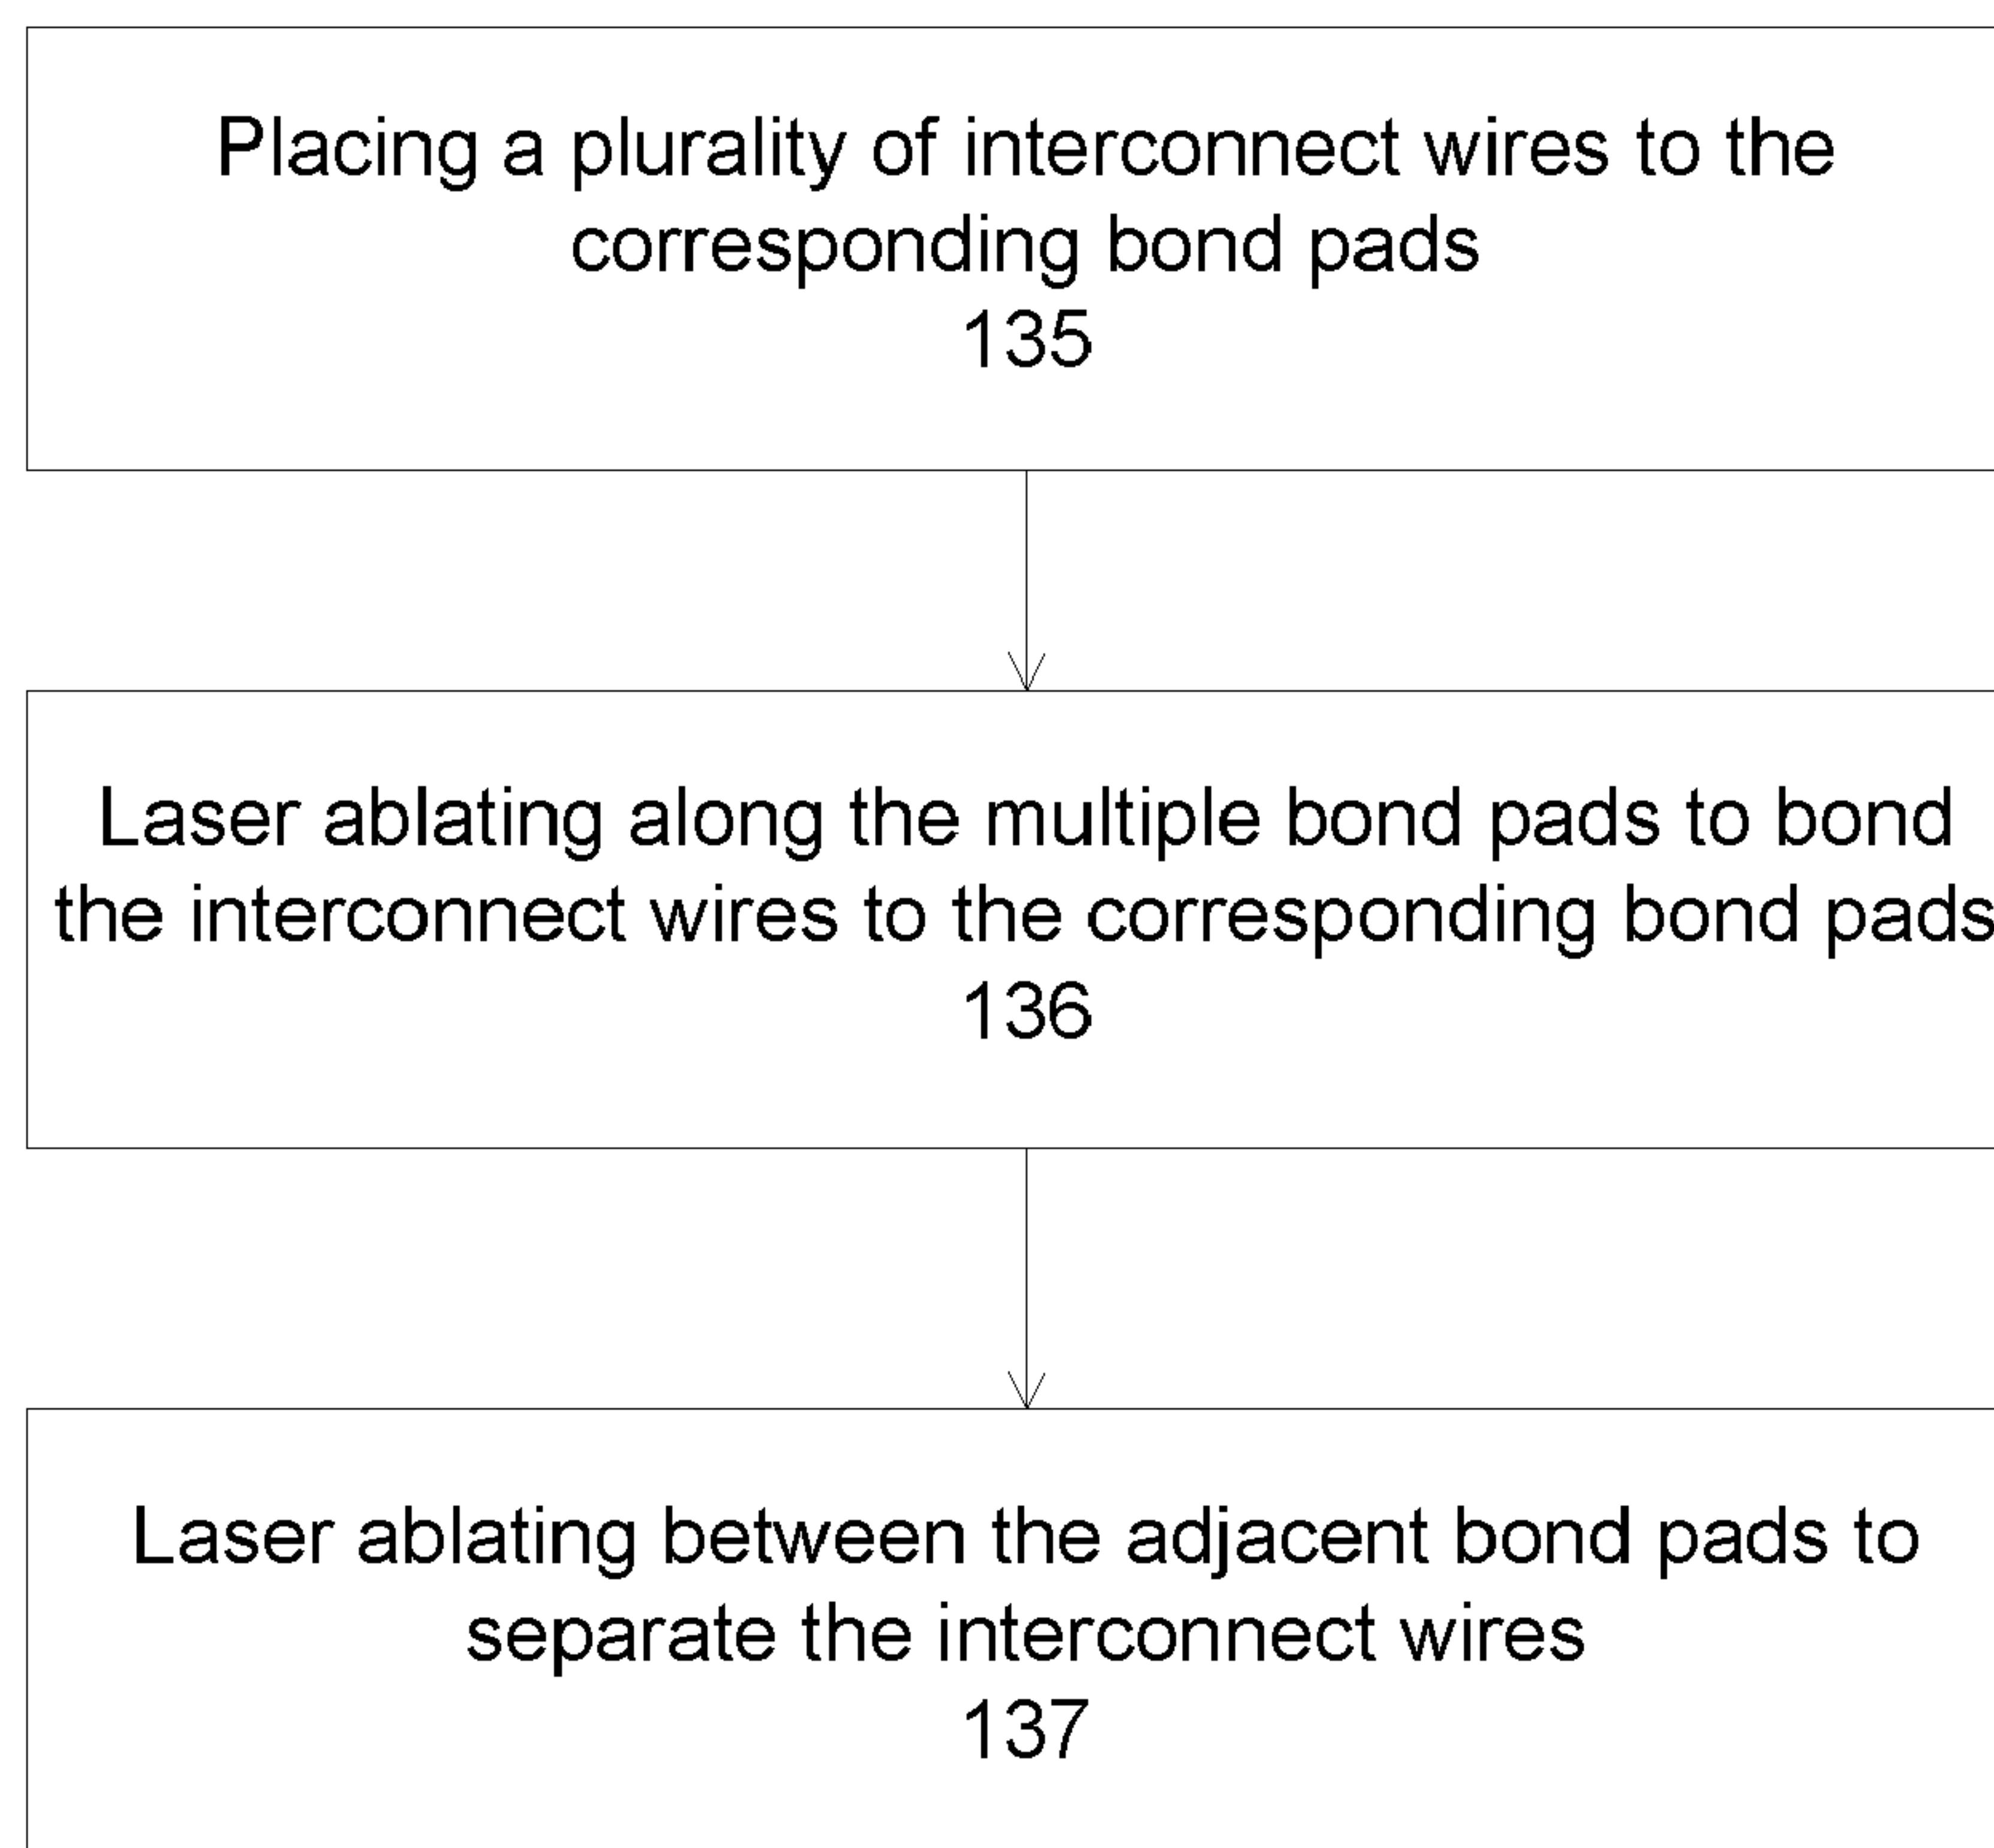 Placing a plurality of interconnect wires to the
corresponding bond pads
135
Laser ablating along the multiple bond pads to bond
the interconnect wires to the corresponding bond pads
136
Laser ablating between the adjacent bond pads to
separate the interconnect wires
137